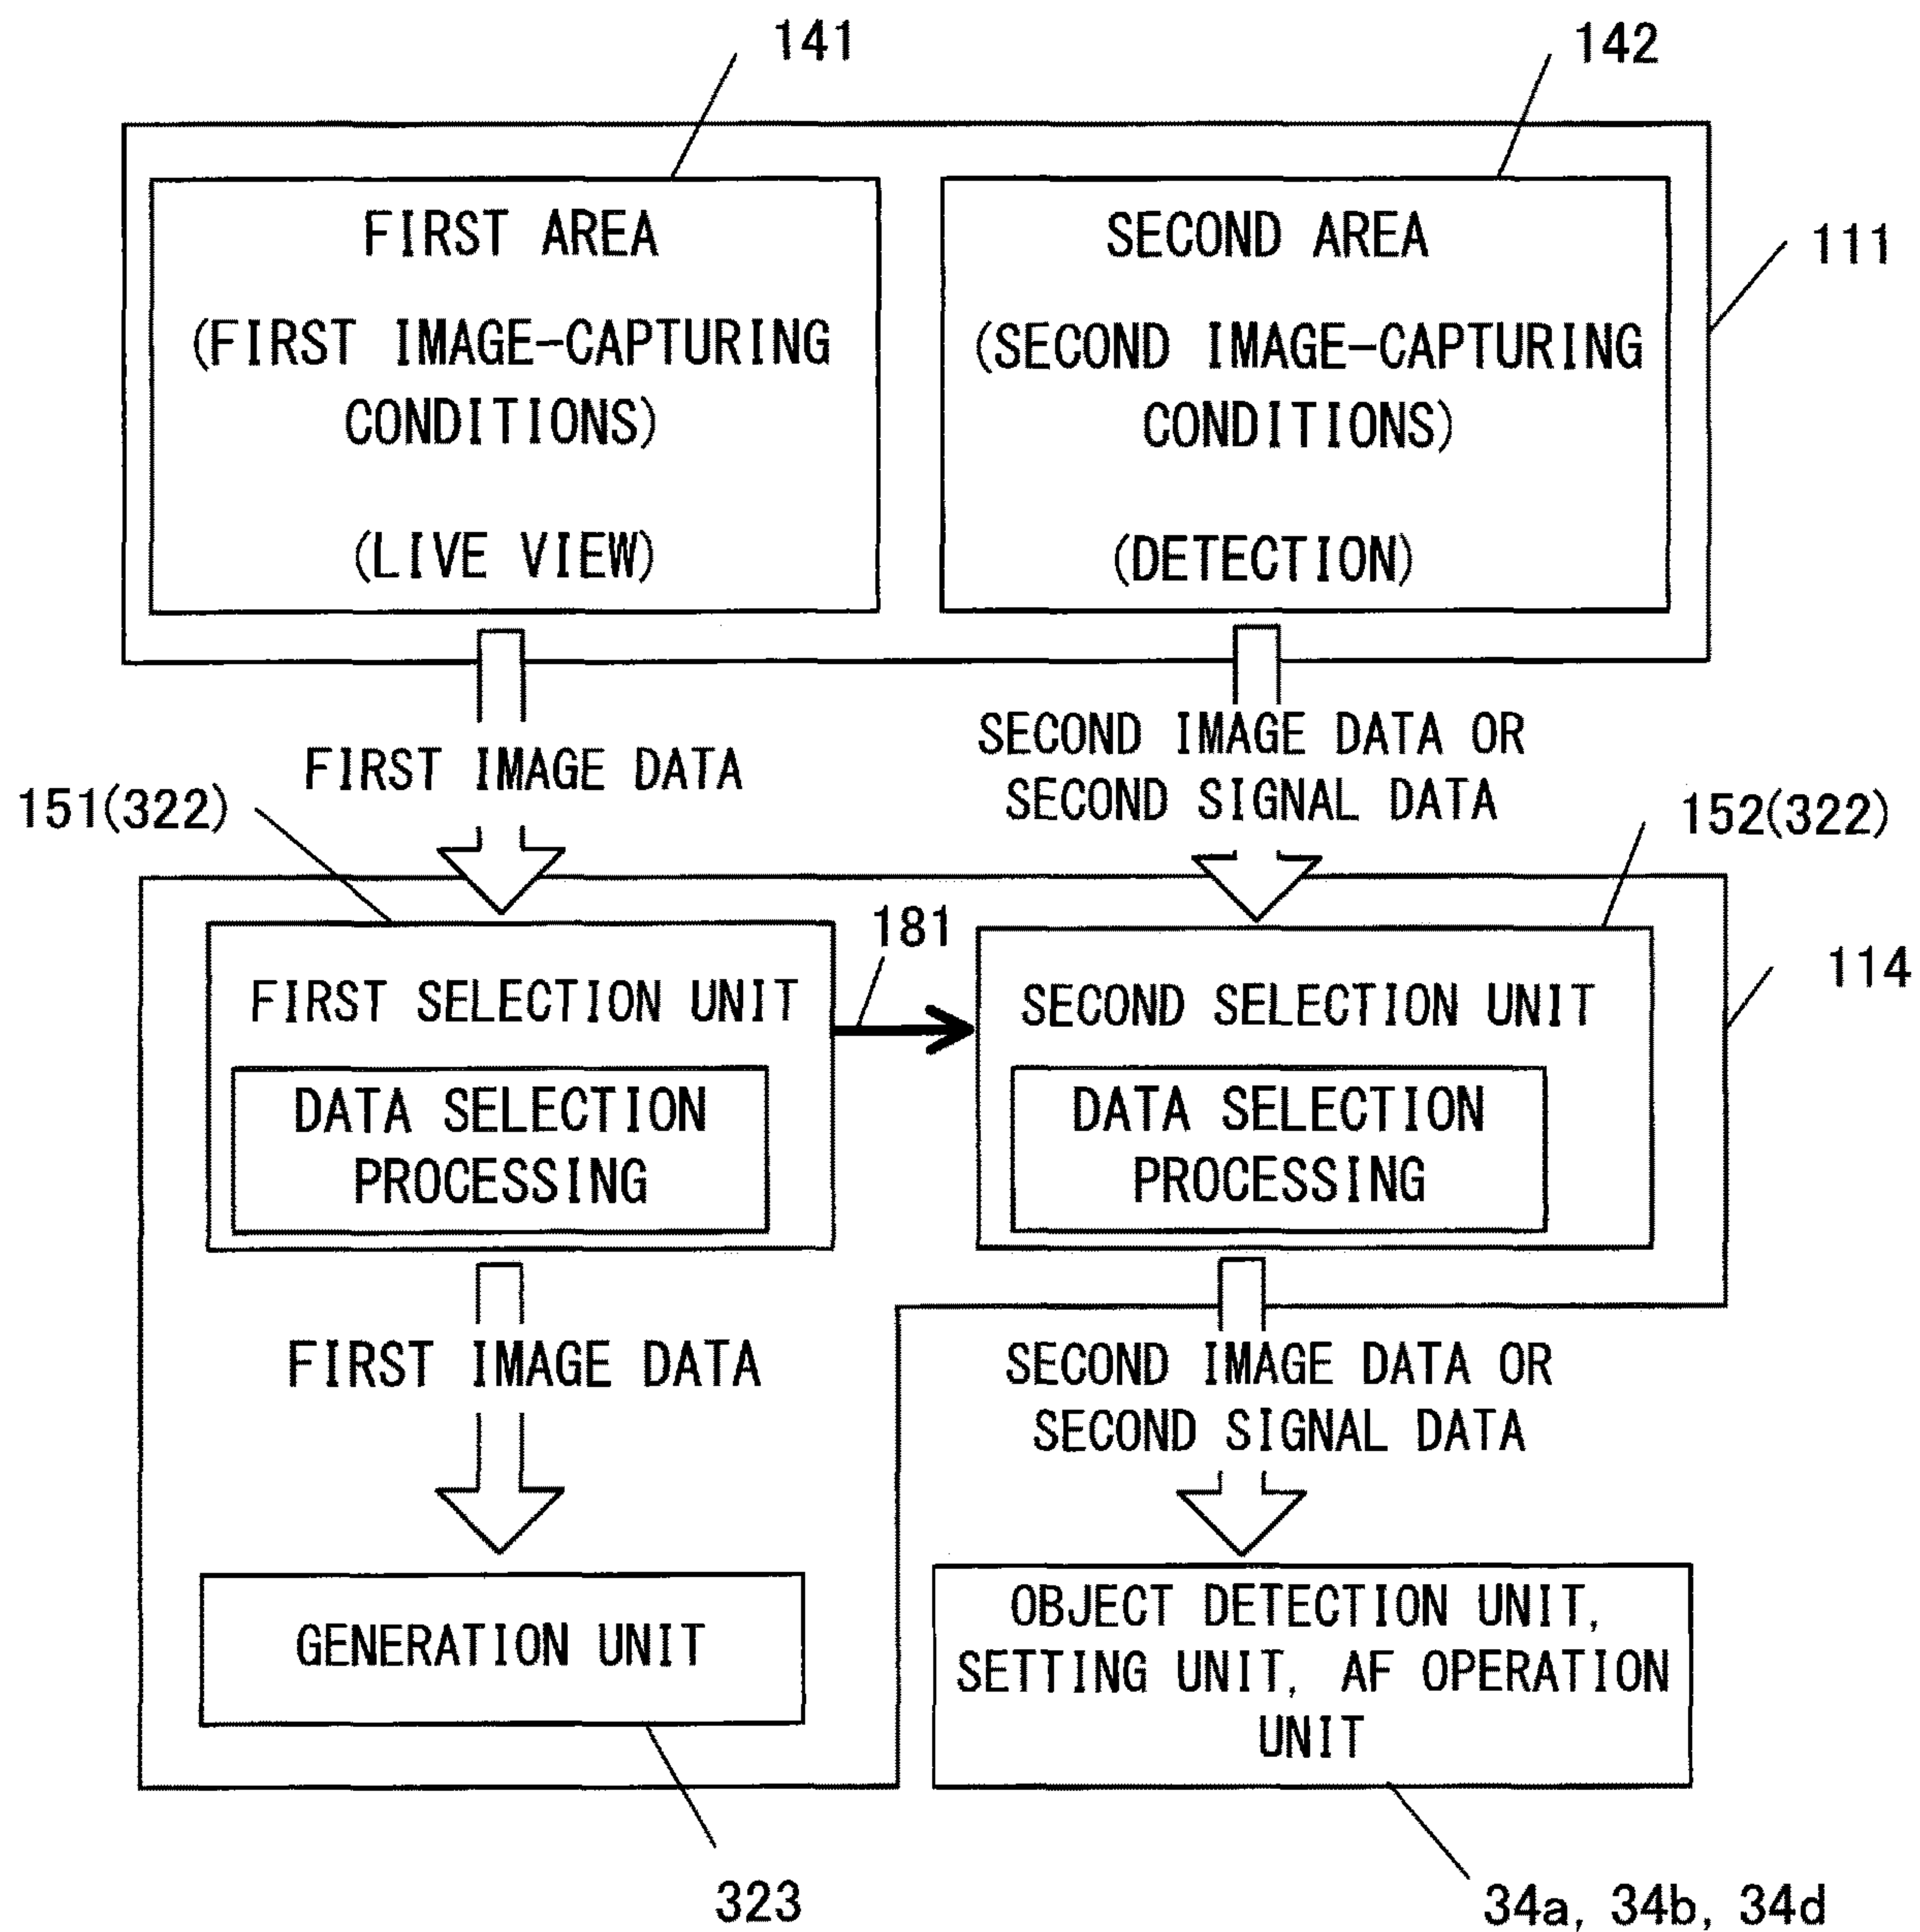 141
142
FIRST AREA
(FIRST IMAGE-CAPTURING
CONDITIONS)
(LIVE VIEW)
SECOND AREA
(SECOND IMAGE-CAPTURING
CONDITIONS)
(DETECTION)
111
FIRST IMAGE DATA
SECOND IMAGE DATA OR
SECOND SIGNAL DATA
151(322)
152(322)
181
114
FIRST SELECTION UNIT
DATA SELECTION
PROCESSING
SECOND SELECTION UNIT
DATA SELECTION
PROCESSING
FIRST IMAGE DATA
SECOND IMAGE DATA OR
SECOND SIGNAL DATA
GENERATION UNIT
OBJECT DETECTION UNIT,
SETTING UNIT, AF OPERATION
UNIT
323
34a, 34b, 34d